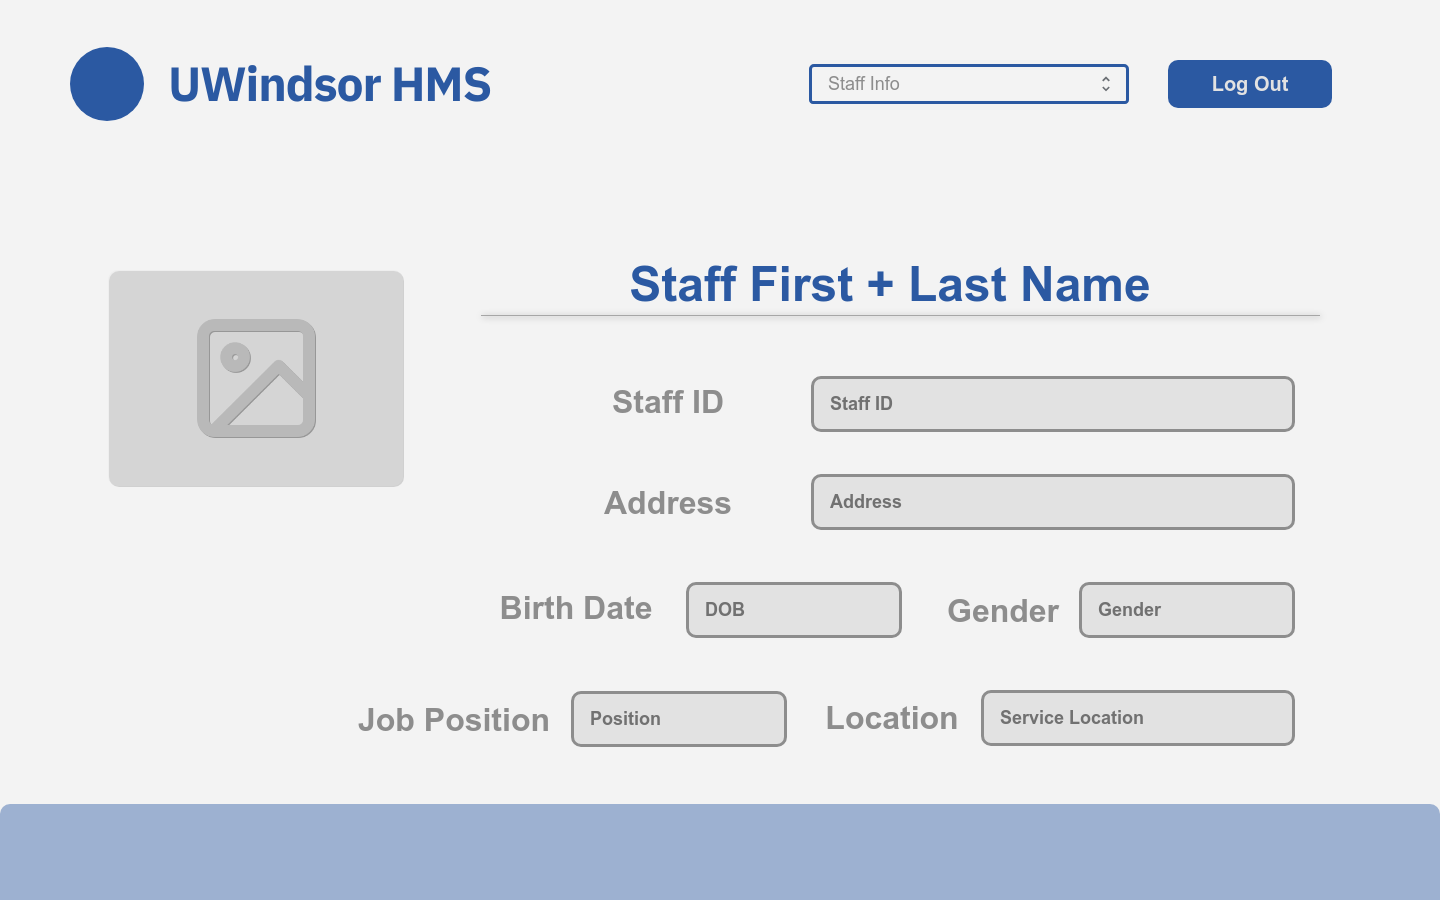 UWindsor HMS
Staff Info
Log Out
Staff First + Last Name
Staff ID
Staff ID
Address
Address
Birth Date
DOB
Gender
Gender
Job Position
Position
Location
Service Location